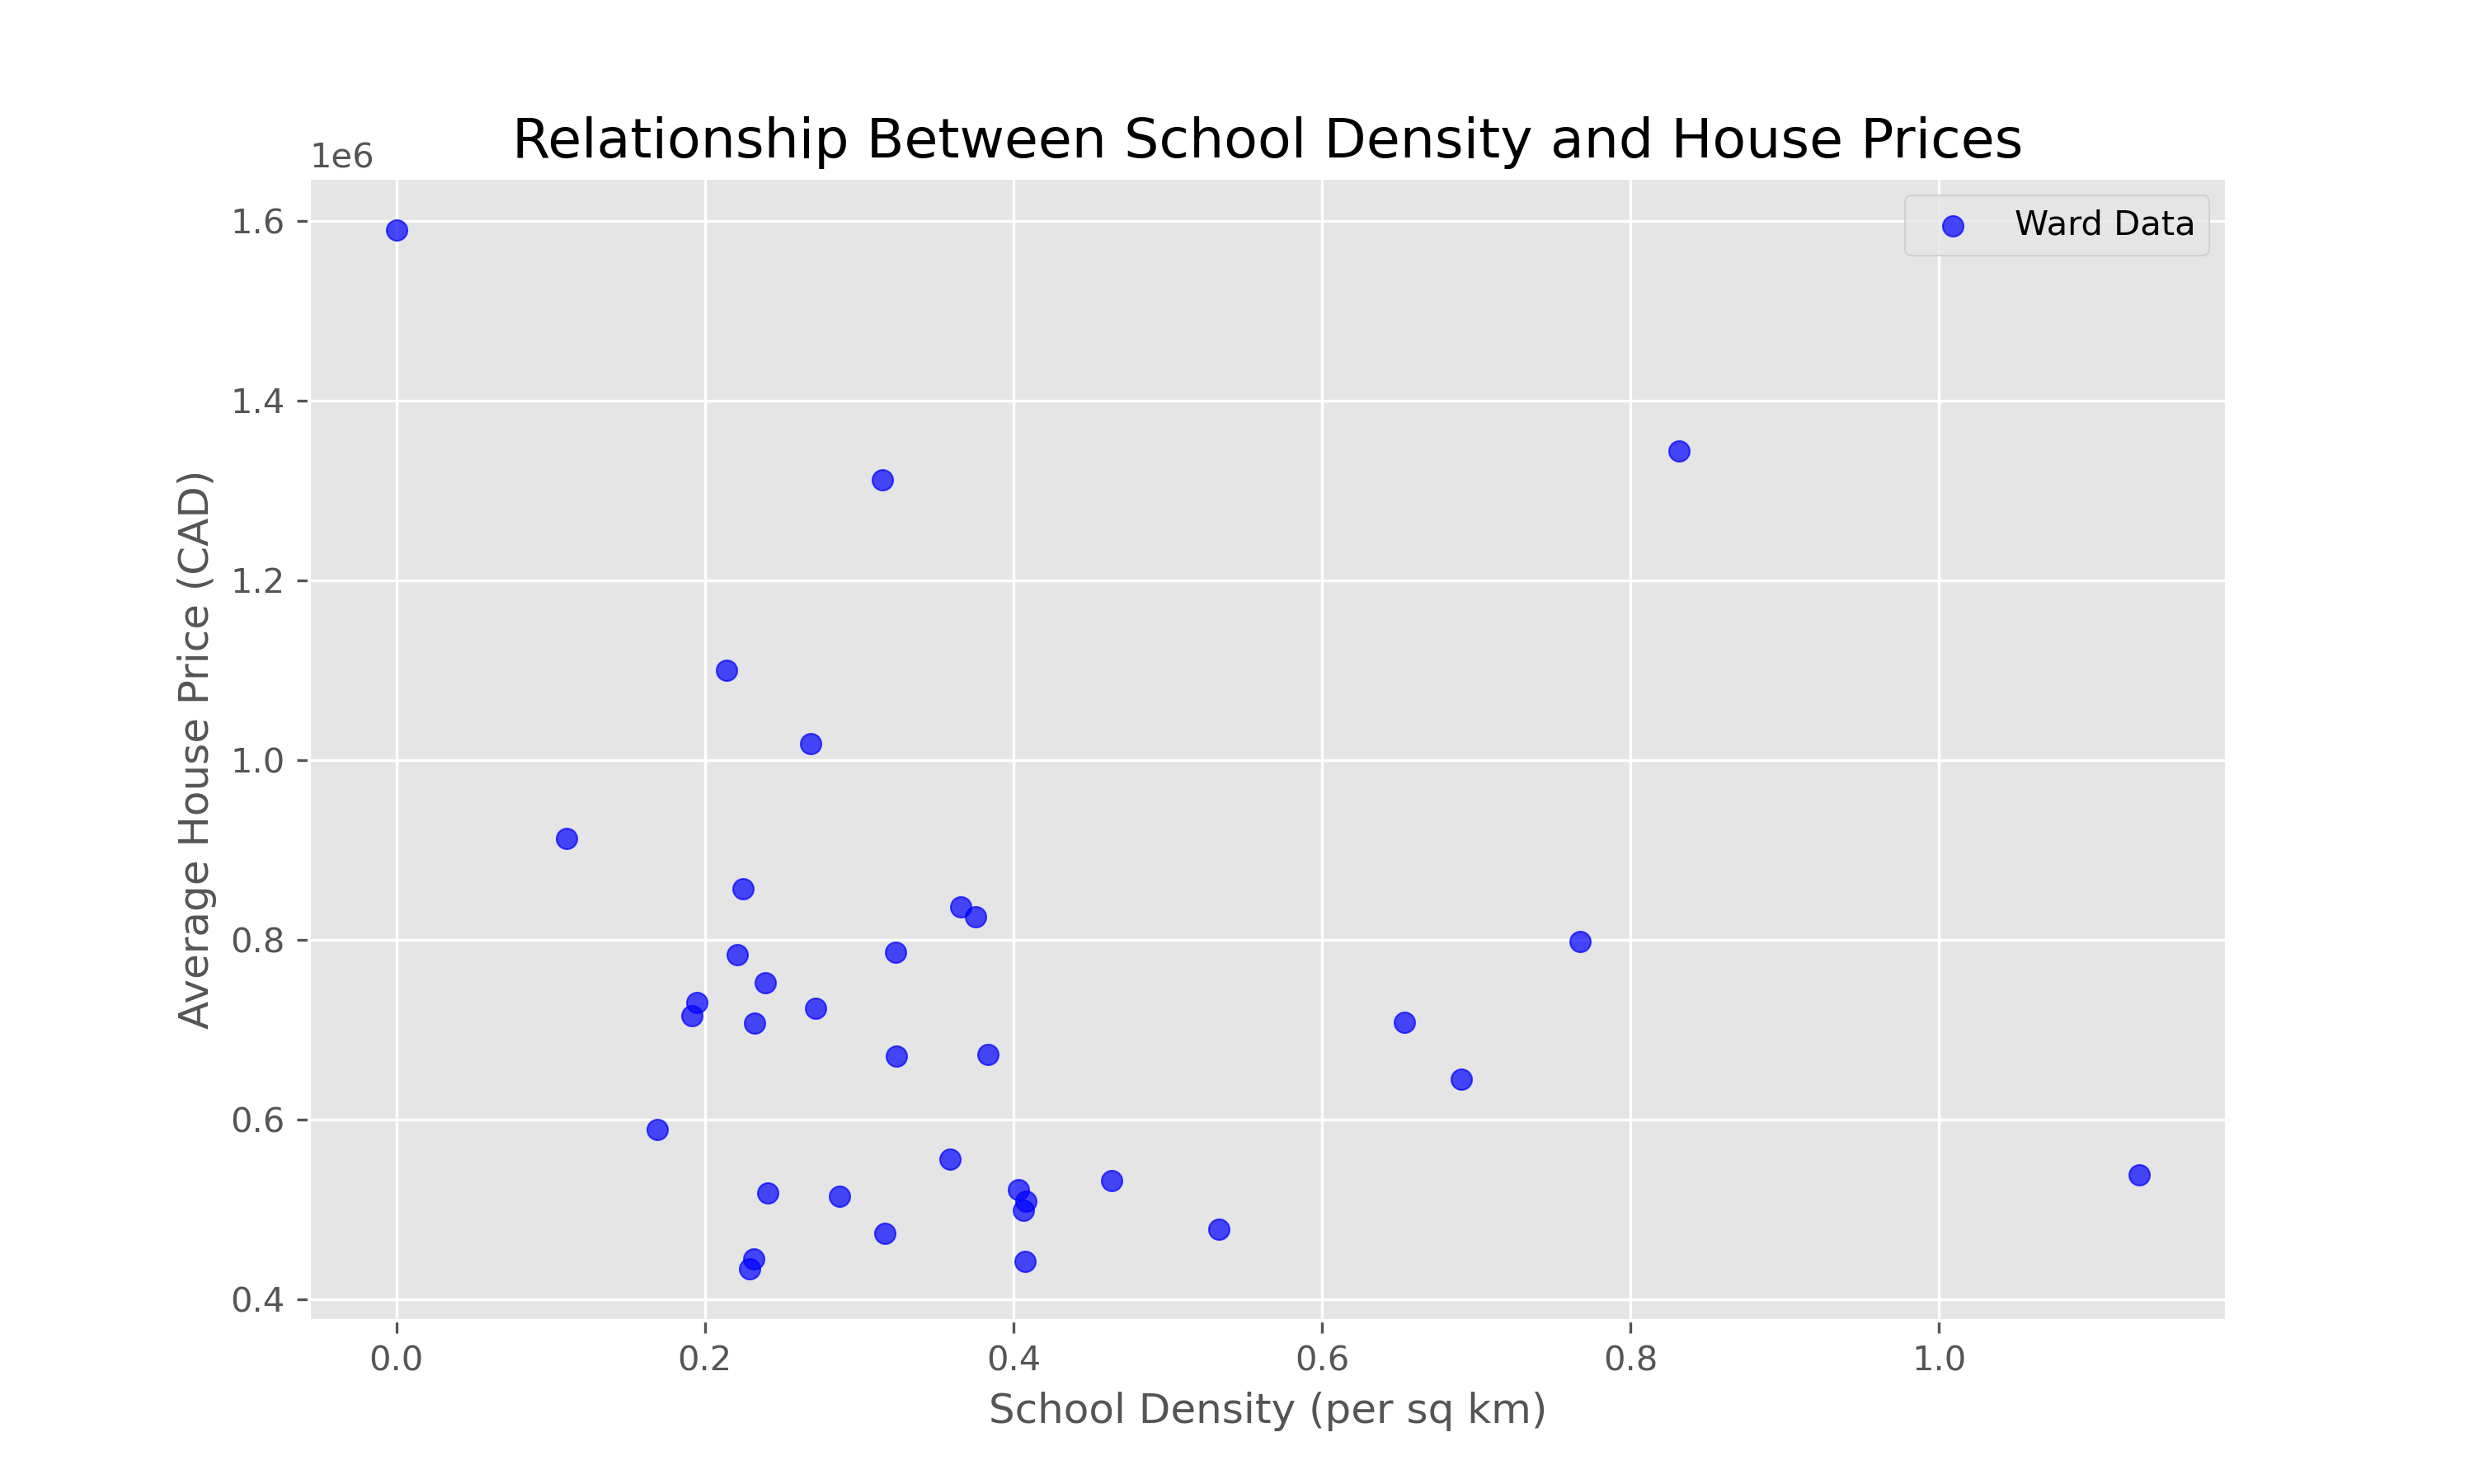 Relationship Between School Density and House Prices
1e6
Ward Data
1.6
1.4
1.2
1.0
0.8
0.6
0.4
Average House Price (CAD)
0.0 0.2 0.4 0.6 0.8 1.0
School Density (per sq km)